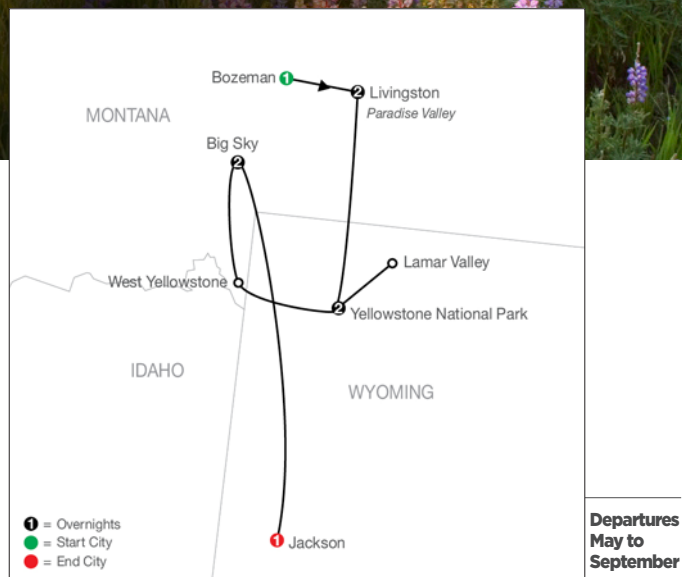 Bozeman 1
2 Livingston
Paradise Valley
MONTANA
Big Sky
2
Lamar Valley
West Yellowstone
2 Yellowstone National Park
IDAHO
WYOMING
1 = Overnights
= Start City
= End City
1 Jackson
Departures
May to
September